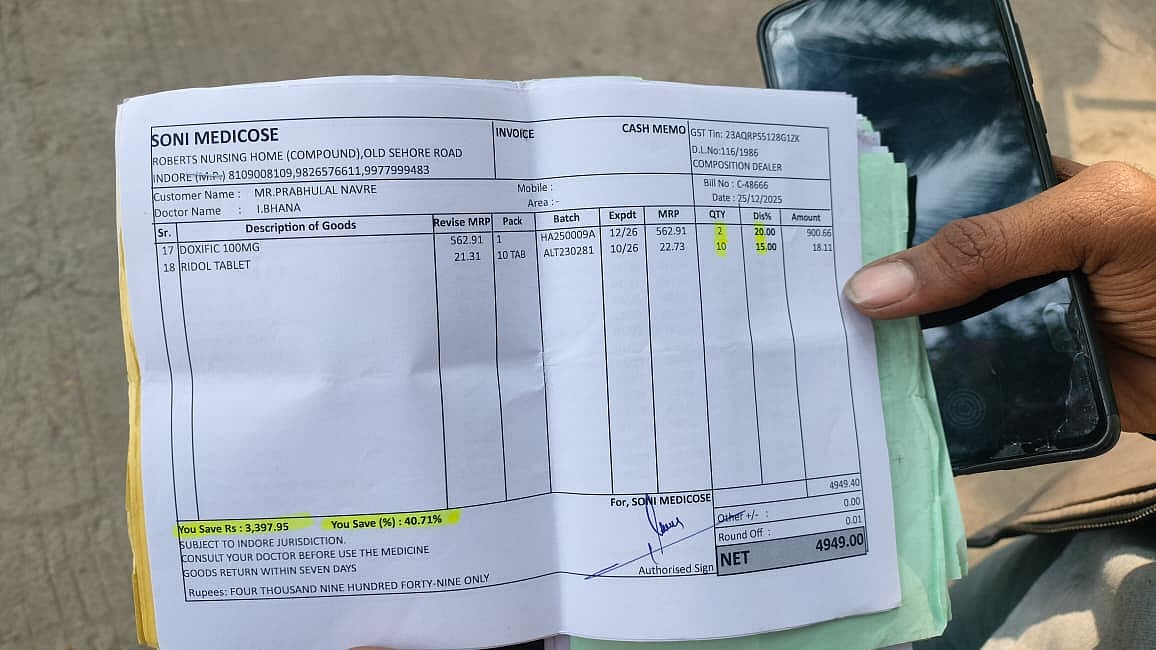 SONI MEDICOSE
ROBERTS NURSING HOME (COMPOUND),OLD SEHORE ROAD
INDORE (M.P.) 8109008109,9826576611,9977999483
INVOICE
CASH MEMO
GST Tin: 23AQRPS5128G1ZK
D.L.No:116/1986
COMPOSITION DEALER
Customer Name : MR.PRABHULAL NAVRE
Mobile :
Bill No : C-48666
Doctor Name : I.BHANA
Area :-
Date : 25/12/2025
Sr. Description of Goods Revise MRP Pack Batch Expdt MRP QTY Dis% Amount
17 DOXIFIC 100MG 562.91 1 HA250009A 12/26 562.91 2 20.00 900.66
18 RIDOL TABLET 21.31 10 TAB ALT230281 10/26 22.73 10 15.00 18.11
4949.40
For, SONI MEDICOSE
Other +/- : 0.00
Round Off : 0.01
NET 4949.00
Authorised Sign
You Save Rs : 3,397.95 You Save (%) : 40.71%
SUBJECT TO INDORE JURISDICTION.
CONSULT YOUR DOCTOR BEFORE USE THE MEDICINE
GOODS RETURN WITHIN SEVEN DAYS
Rupees: FOUR THOUSAND NINE HUNDRED FORTY-NINE ONLY